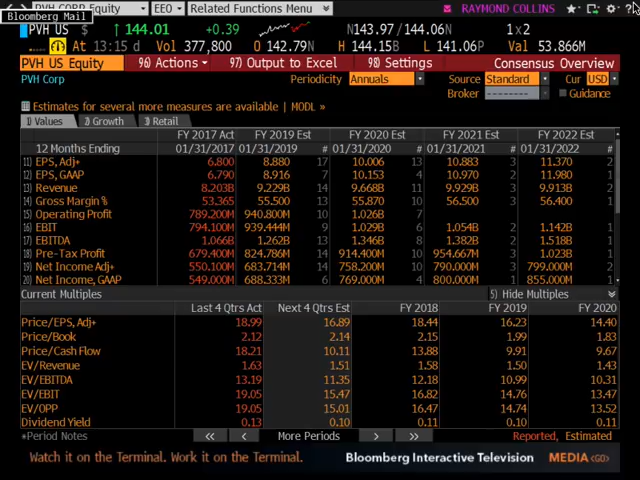 PVH CORP Equity EEO Related Functions Menu RAYMOND COLLINS
Bloomberg Mail
PVH US $ ↑ 144.01 +0.39 N143.97/144.06N 1x2
At 13:15 d Vol 377,800 O 142.79N H 144.15B L 141.06P Val 53.866M
PVH US Equity 96) Actions 97) Output to Excel 98) Settings Consensus Overview
PVH Corp Periodicity Annuals Source Standard Cur USD
Broker -------- Guidance
Estimates for several more measures are available | MODL »
1) Values 2) Growth 3) Retail
FY 2017 Act FY 2019 Est FY 2020 Est FY 2021 Est FY 2022 Est
12 Months Ending 01/31/2017 01/31/2019 # 01/31/2020 # 01/31/2021 # 01/31/2022 #
11) EPS, Adj+ 6.800 8.880 17 10.006 13 10.883 3 11.370 2
12) EPS, GAAP 6.790 8.916 7 10.153 4 10.970 2 11.980 1
13) Revenue 8.203B 9.229B 14 9.668B 11 9.929B 3 9.913B 2
14) Gross Margin % 53.365 55.500 10 55.870 10 56.500 3 56.400 1
15) Operating Profit 789.200M 940.800M 10 1.026B 7
16) EBIT 794.100M 939.444M 9 1.026B 6 1.054B 2 1.142B 1
17) EBITDA 1.066B 1.262B 13 1.346B 8 1.382B 2 1.518B 1
18) Pre-Tax Profit 679.400M 824.786M 14 914.400M 10 954.667M 3 1.023B 1
19) Net Income Adj+ 550.100M 683.714M 14 758.000M 10 790.000M 3 799.000M 2
20) Net Income, GAAP 549.000M 688.333M 6 769.000M 4 800.000M 1 855.000M 1
Current Multiples 5) Hide Multiples
Last 4 Qtrs Act Next 4 Qtrs Est FY 2018 FY 2019 FY 2020
Price/EPS, Adj+ 18.99 16.89 18.44 16.23 14.40
Price/Book 2.12 2.14 2.15 1.99 1.83
Price/Cash Flow 18.21 10.11 13.88 9.91 9.67
EV/Revenue 1.63 1.51 1.58 1.50 1.43
EV/EBITDA 13.19 11.35 12.18 10.99 10.31
EV/EBIT 19.05 15.47 16.82 14.76 13.47
EV/OPP 19.05 15.01 16.47 14.74 13.52
Dividend Yield 0.13 0.10 0.11 0.11 0.11
*Period Notes « ‹ More Periods › » Reported, Estimated
Watch it on the Terminal. Work it on the Terminal. Bloomberg Interactive Television MEDIA<GO>